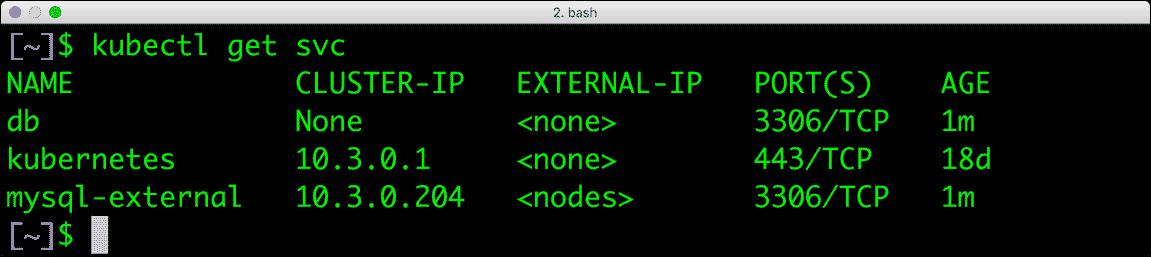 2. bash
[~]$ kubectl get svc
NAME CLUSTER-IP EXTERNAL-IP PORT(S) AGE
db None <none> 3306/TCP 1m
kubernetes 10.3.0.1 <none> 443/TCP 18d
mysql-external 10.3.0.204 <nodes> 3306/TCP 1m
[~]$